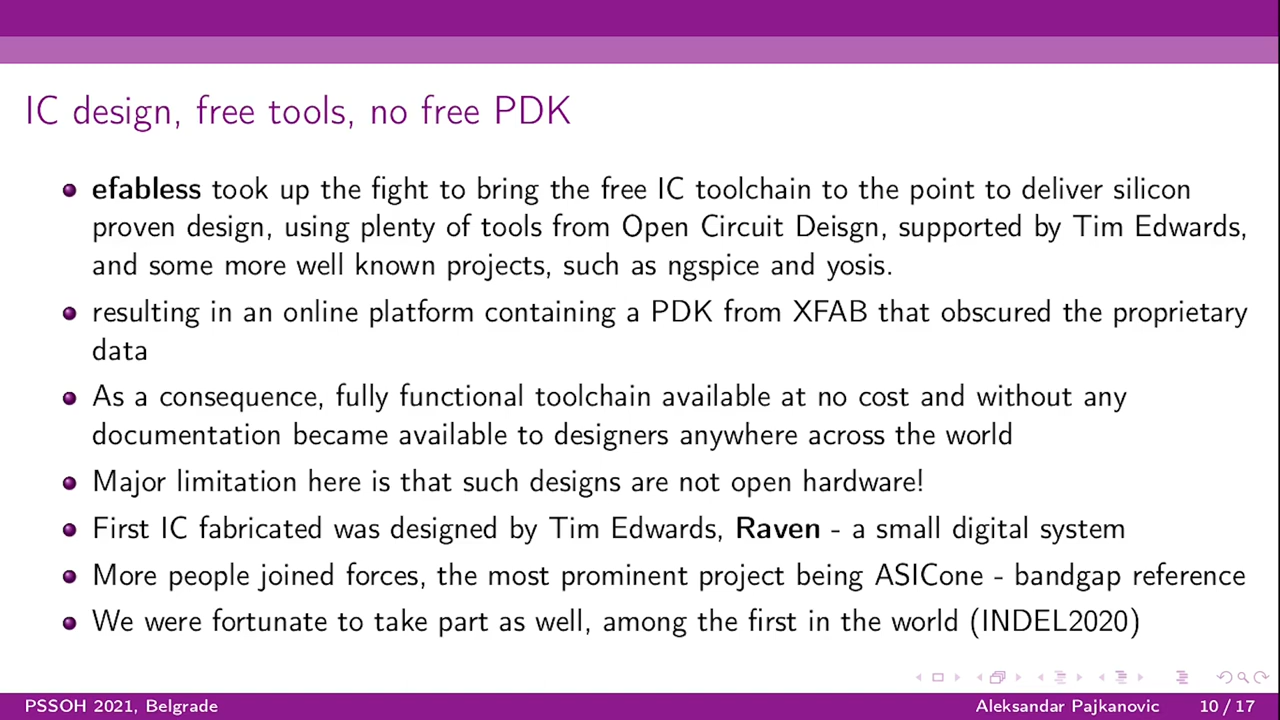 IC design, free tools, no free PDK
efabless took up the fight to bring the free IC toolchain to the point to deliver silicon
proven design, using plenty of tools from Open Circuit Deisgn, supported by Tim Edwards,
and some more well known projects, such as ngspice and yosis.
resulting in an online platform containing a PDK from XFAB that obscured the proprietary
data
As a consequence, fully functional toolchain available at no cost and without any
documentation became available to designers anywhere across the world
Major limitation here is that such designs are not open hardware!
First IC fabricated was designed by Tim Edwards, Raven - a small digital system
More people joined forces, the most prominent project being ASICone - bandgap reference
We were fortunate to take part as well, among the first in the world (INDEL2020)
PSSOH 2021, Belgrade
Aleksandar Pajkanovic
10 / 17